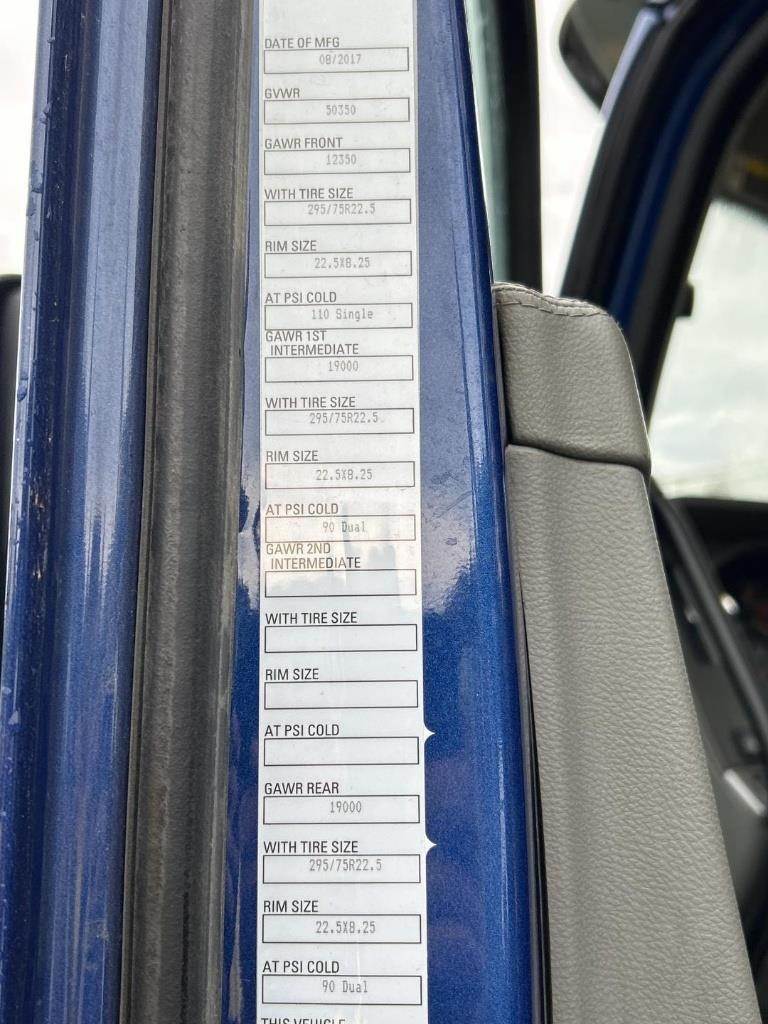 DATE OF MFG
08/2017
GVWR
50350
GAWR FRONT
12350
WITH TIRE SIZE
295/75R22.5
RIM SIZE
22.5X8.25
AT PSI COLD
110 Single
GAWR 1ST
INTERMEDIATE
19000
WITH TIRE SIZE
295/75R22.5
RIM SIZE
22.5X8.25
AT PSI COLD
90 Dual
GAWR 2ND
INTERMEDIATE
WITH TIRE SIZE
RIM SIZE
AT PSI COLD
GAWR REAR
19000
WITH TIRE SIZE
295/75R22.5
RIM SIZE
22.5X8.25
AT PSI COLD
90 Dual
THIS VEHICLE